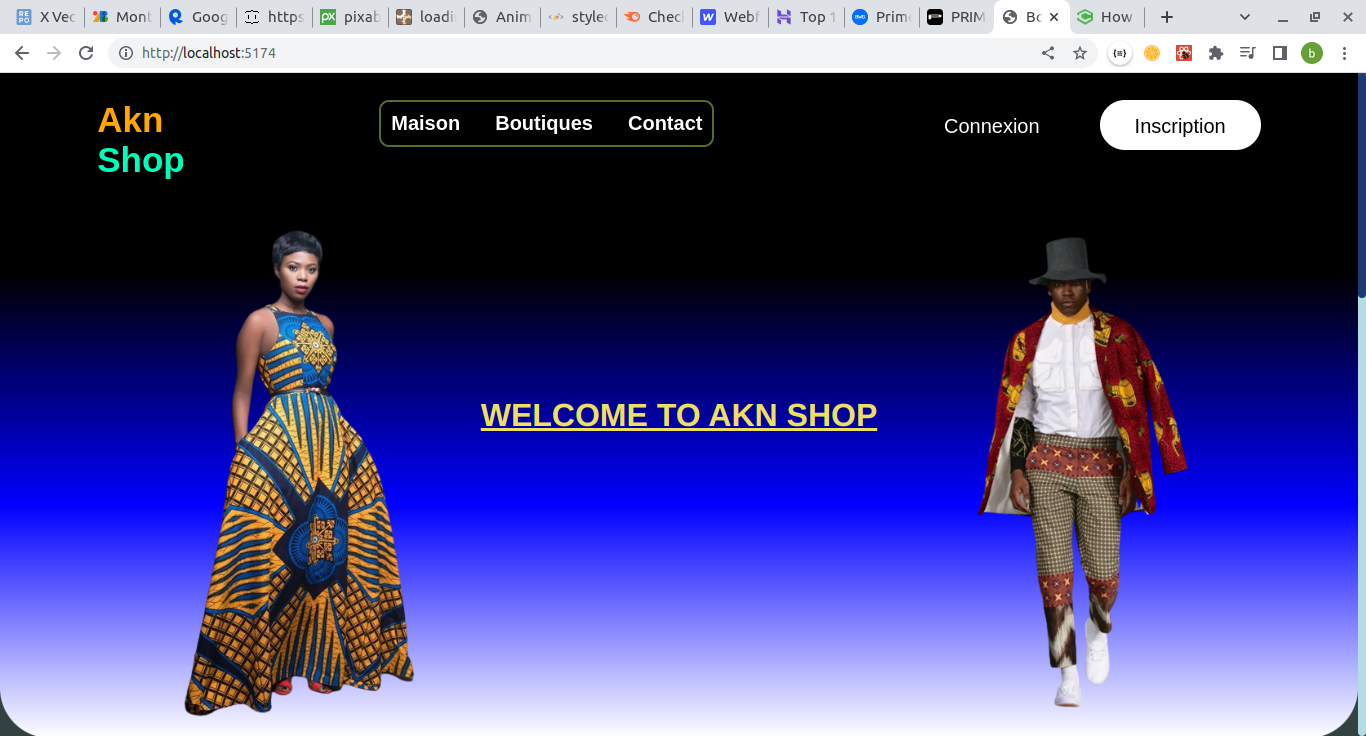 X Vec
Mont
Goog
https
pixab
loadi
Anim
style
Chec
Webf
Top 1
Prime
PRIM
Bo
How
http://localhost:5174
b
Akn
Shop
Maison Boutiques Contact
Connexion
Inscription
WELCOME TO AKN SHOP